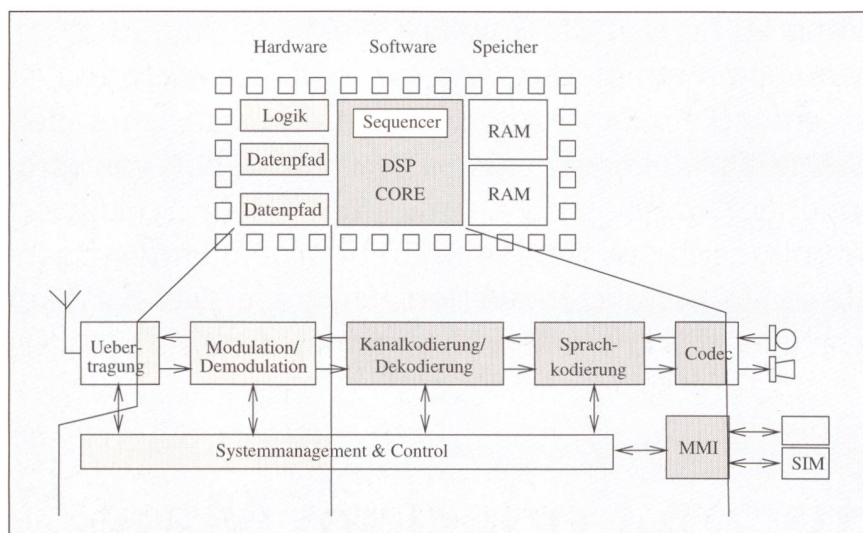 Hardware Software Speicher
Logik
Datenpfad
Datenpfad
Sequencer
DSP
CORE
RAM
RAM
Ueber-
tragung
Modulation/
Demodulation
Kanalkodierung/
Dekodierung
Sprach-
kodierung
Codec
Systemmanagement & Control
MMI
SIM